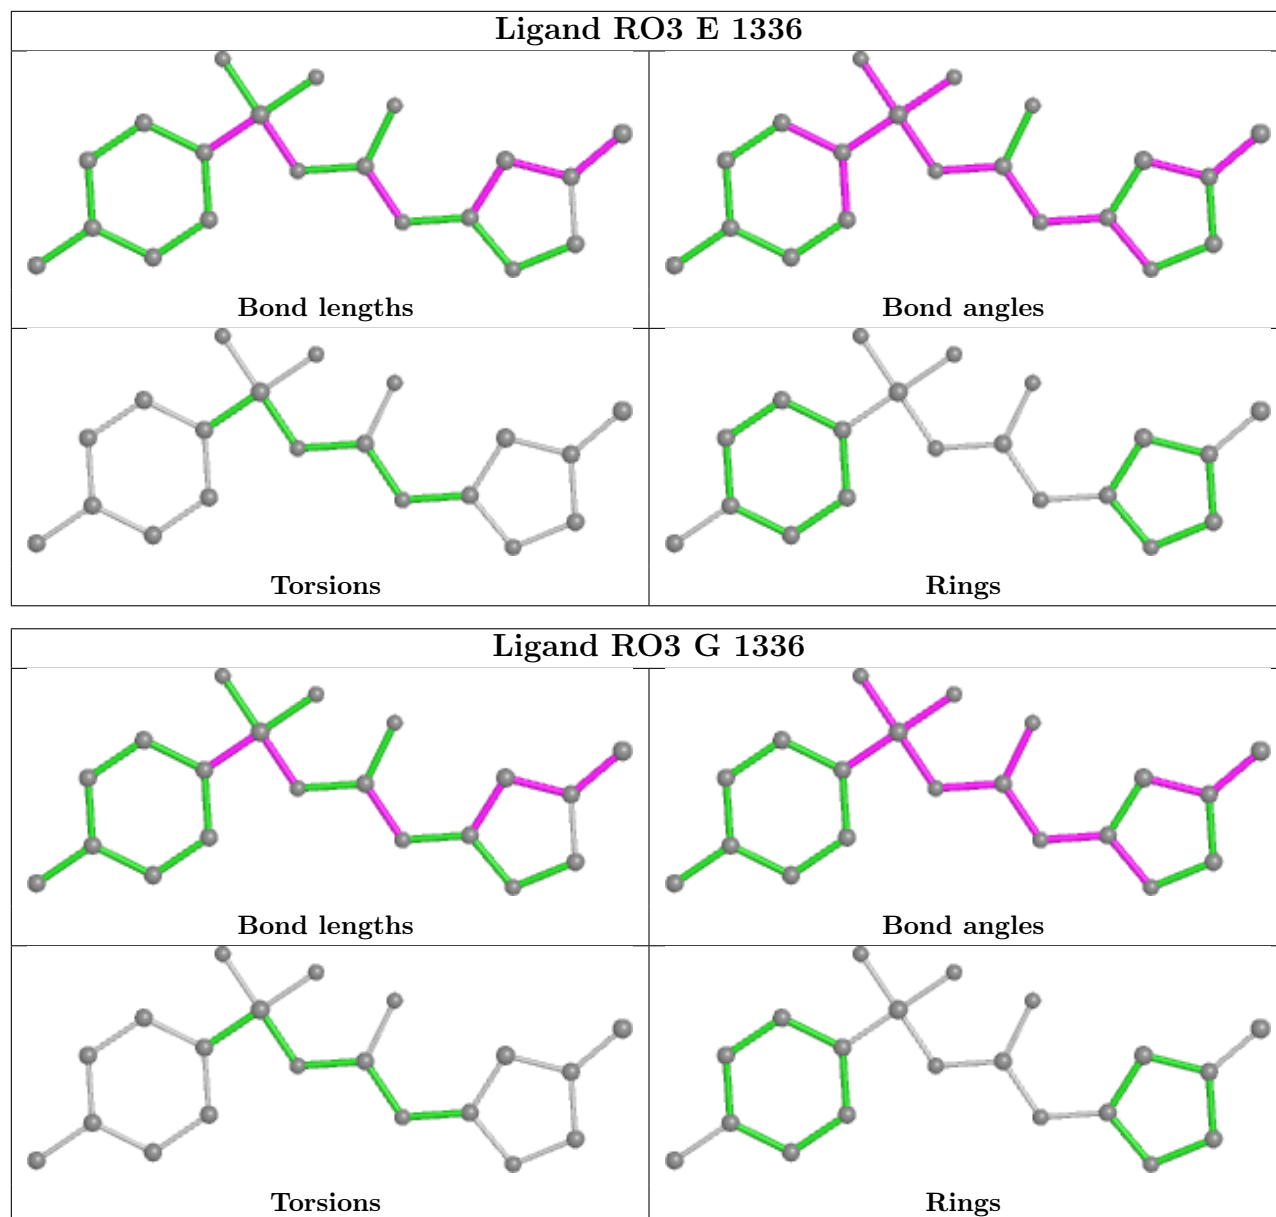 Ligand RO3 E 1336
Bond lengths
Bond angles
Torsions
Rings
Ligand RO3 G 1336
Bond lengths
Bond angles
Torsions
Rings